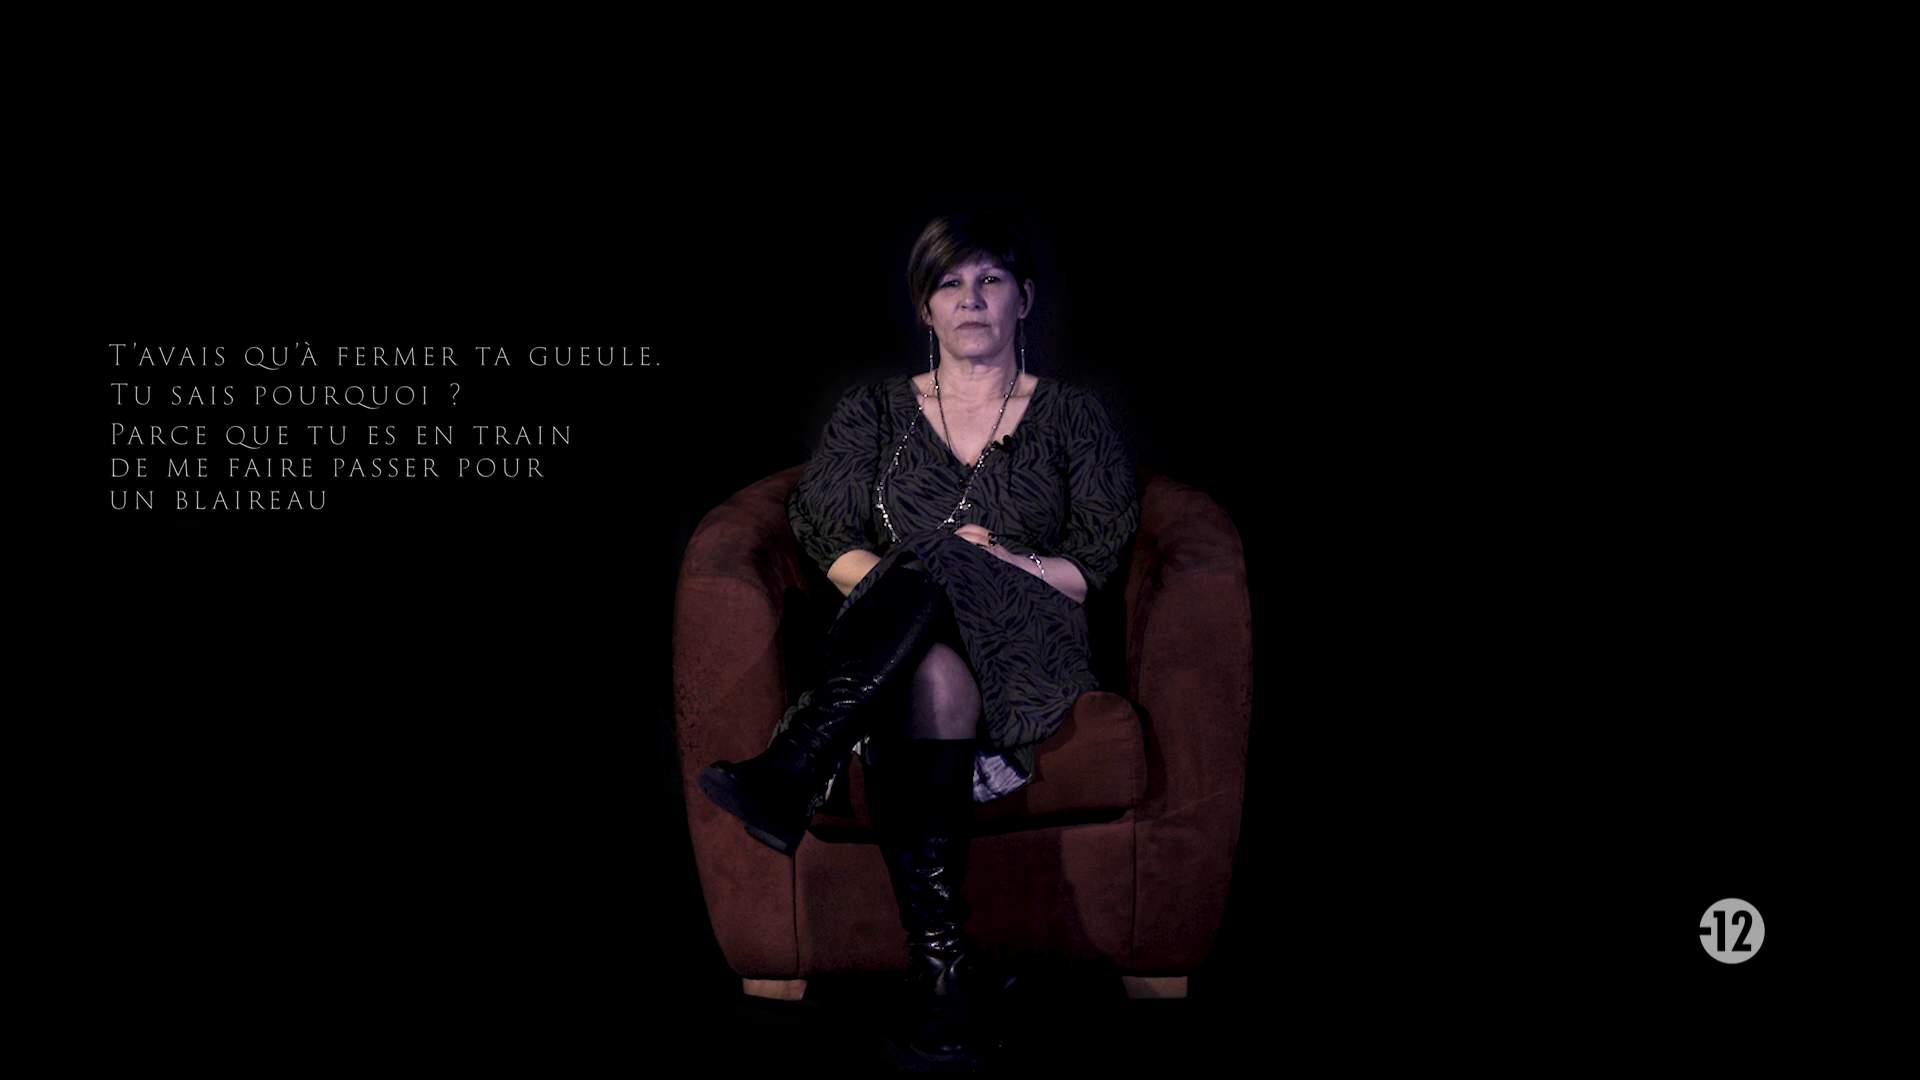 T'avais qu'à fermer ta gueule.
Tu sais pourquoi ?
Parce que tu es en train
de me faire passer pour
un blaireau
-12